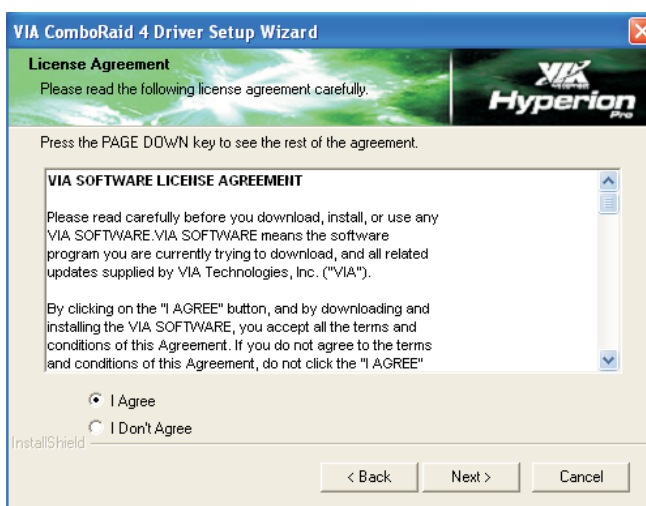 VIA ComboRaid 4 Driver Setup Wizard
License Agreement
Please read the following license agreement carefully.
VIA
Hyperion
Pro
Press the PAGE DOWN key to see the rest of the agreement.
VIA SOFTWARE LICENSE AGREEMENT
Please read carefully before you download, install, or use any
VIA SOFTWARE.VIA SOFTWARE means the software
program you are currently trying to download, and all related
updates supplied by VIA Technologies, Inc. ("VIA").
By clicking on the "I AGREE" button, and by downloading and
installing the VIA SOFTWARE, you accept all the terms and
conditions of this Agreement. If you do not agree to the terms
and conditions of this Agreement, do not click the "I AGREE"
I Agree
I Don't Agree
InstallShield
< Back
Next >
Cancel